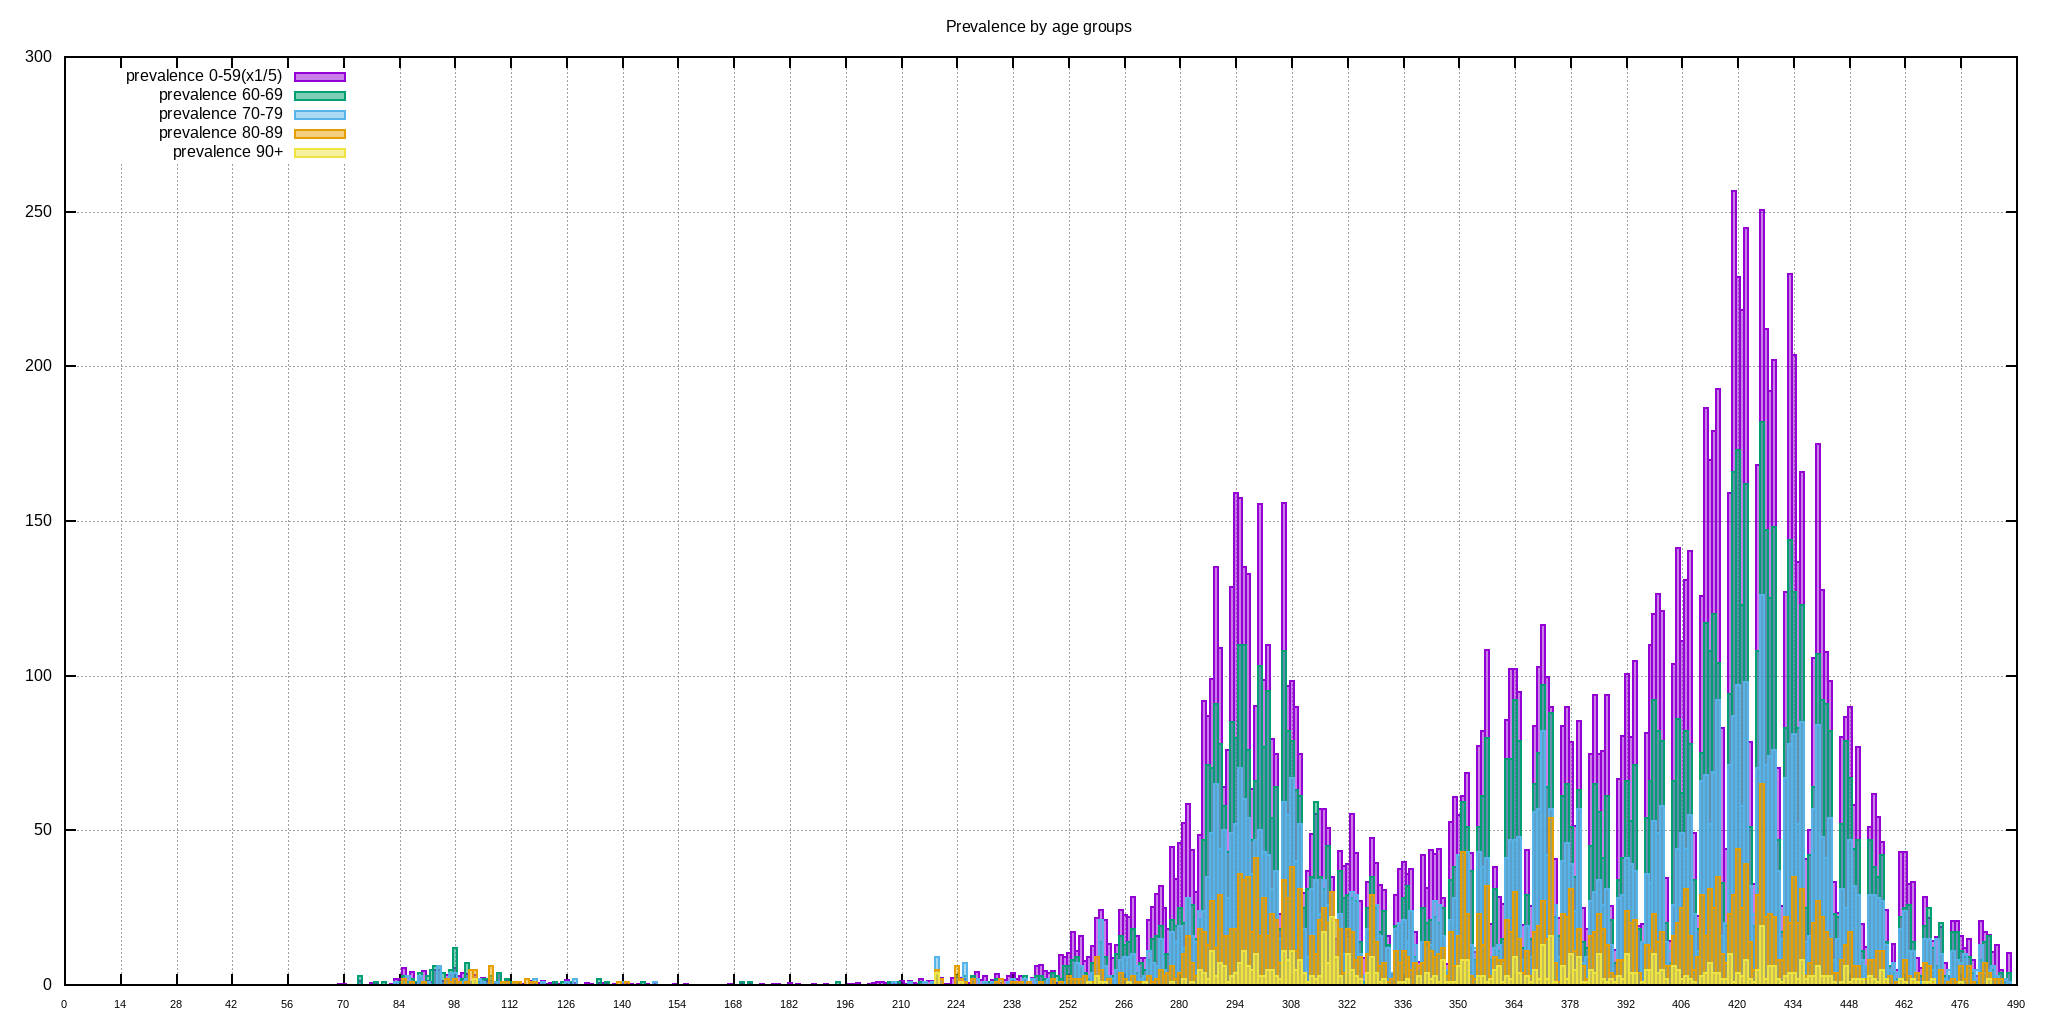 Prevalence by age groups
300
250
200
150
100
50
0
prevalence 0-59(x1/5)
prevalence 60-69
prevalence 70-79
prevalence 80-89
prevalence 90+
0 14 28 42 56 70 84 98 112 126 140 154 168 182 196 210 224 238 252 266 280 294 308 322 336 350 364 378 392 406 420 434 448 462 476 490